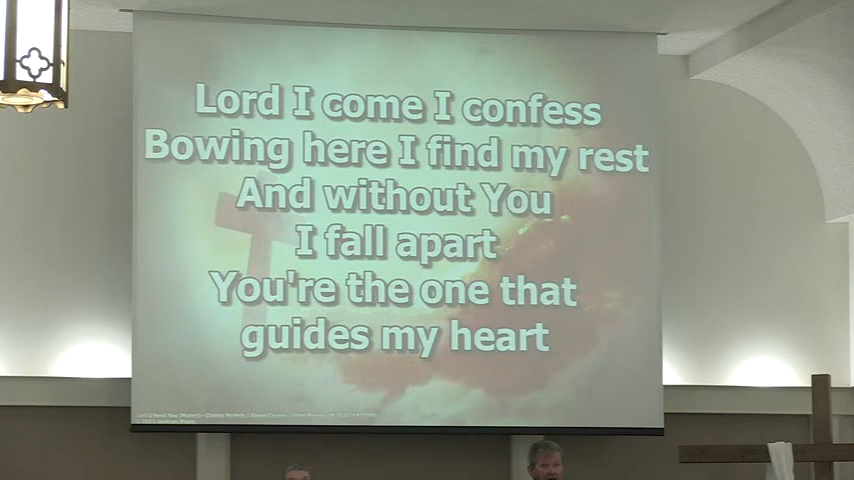 Lord I come I confess
Bowing here I find my rest
And without You
I fall apart
You're the one that
guides my heart